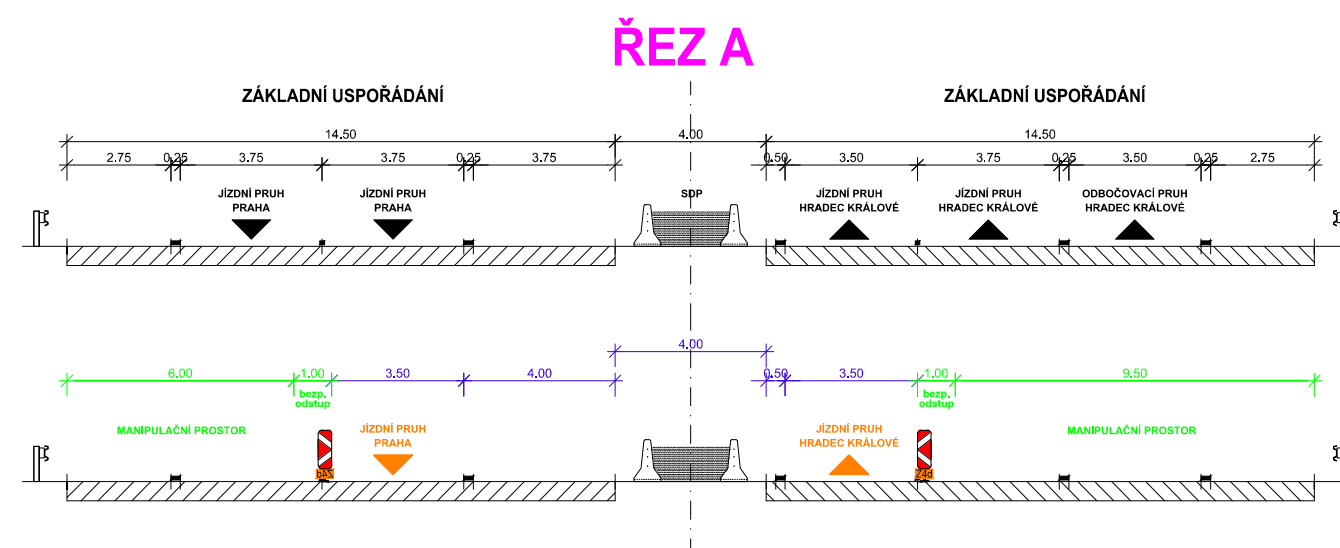 ŘEZ A
ZÁKLADNÍ USPOŘÁDÁNÍ ZÁKLADNÍ USPOŘÁDÁNÍ
14.50 4.00 14.50
2.75 0.25 3.75 3.75 0.25 3.75 0.50 3.50 3.75 0.25 3.50 0.25 2.75
JÍZDNÍ PRUH JÍZDNÍ PRUH SDP JÍZDNÍ PRUH JÍZDNÍ PRUH ODBOČOVACÍ PRUH
PRAHA PRAHA HRADEC KRÁLOVÉ HRADEC KRÁLOVÉ HRADEC KRÁLOVÉ
4.00
6.00 1.00 3.50 4.00 0.50 3.50 1.00 9.50
bezp. bezp.
odstup odstup
MANIPULAČNÍ PROSTOR JÍZDNÍ PRUH JÍZDNÍ PRUH MANIPULAČNÍ PROSTOR
PRAHA HRADEC KRÁLOVÉ